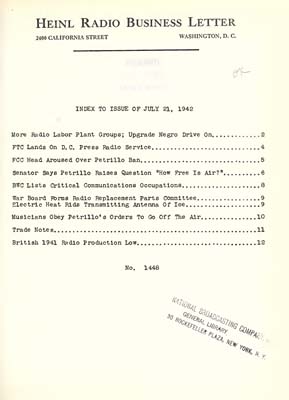 HEINL RADIO BUSINESS LETTER
2400 CALIFORNIA STREET WASHINGTON, D. C.
INDEX TO ISSUE OF JULY 21, 1942
More Radio Labor Plant Groups; Upgrade Negro Drive On............2
FTC Lands On D.C. Press Radio Service............4
FCC Head Aroused Over Petrillo Ban............5
Senator Says Petrillo Raises Question "How Free Is Air?"............6
BWC Lists Critical Communications Occupations............8
War Board Forms Radio Replacement Parts Committee............9
Electric Heat Rids Transmitting Antenna Of Ice............9
Musicians Obey Petrillo's Orders To Go Off The Air............10
Trade Notes............11
British 1941 Radio Production Low............12
No. 1448
NATIONAL BROADCASTING COMPANY
GENERAL LIBRARY
30 ROCKEFELLER PLAZA, NEW YORK, N. Y.